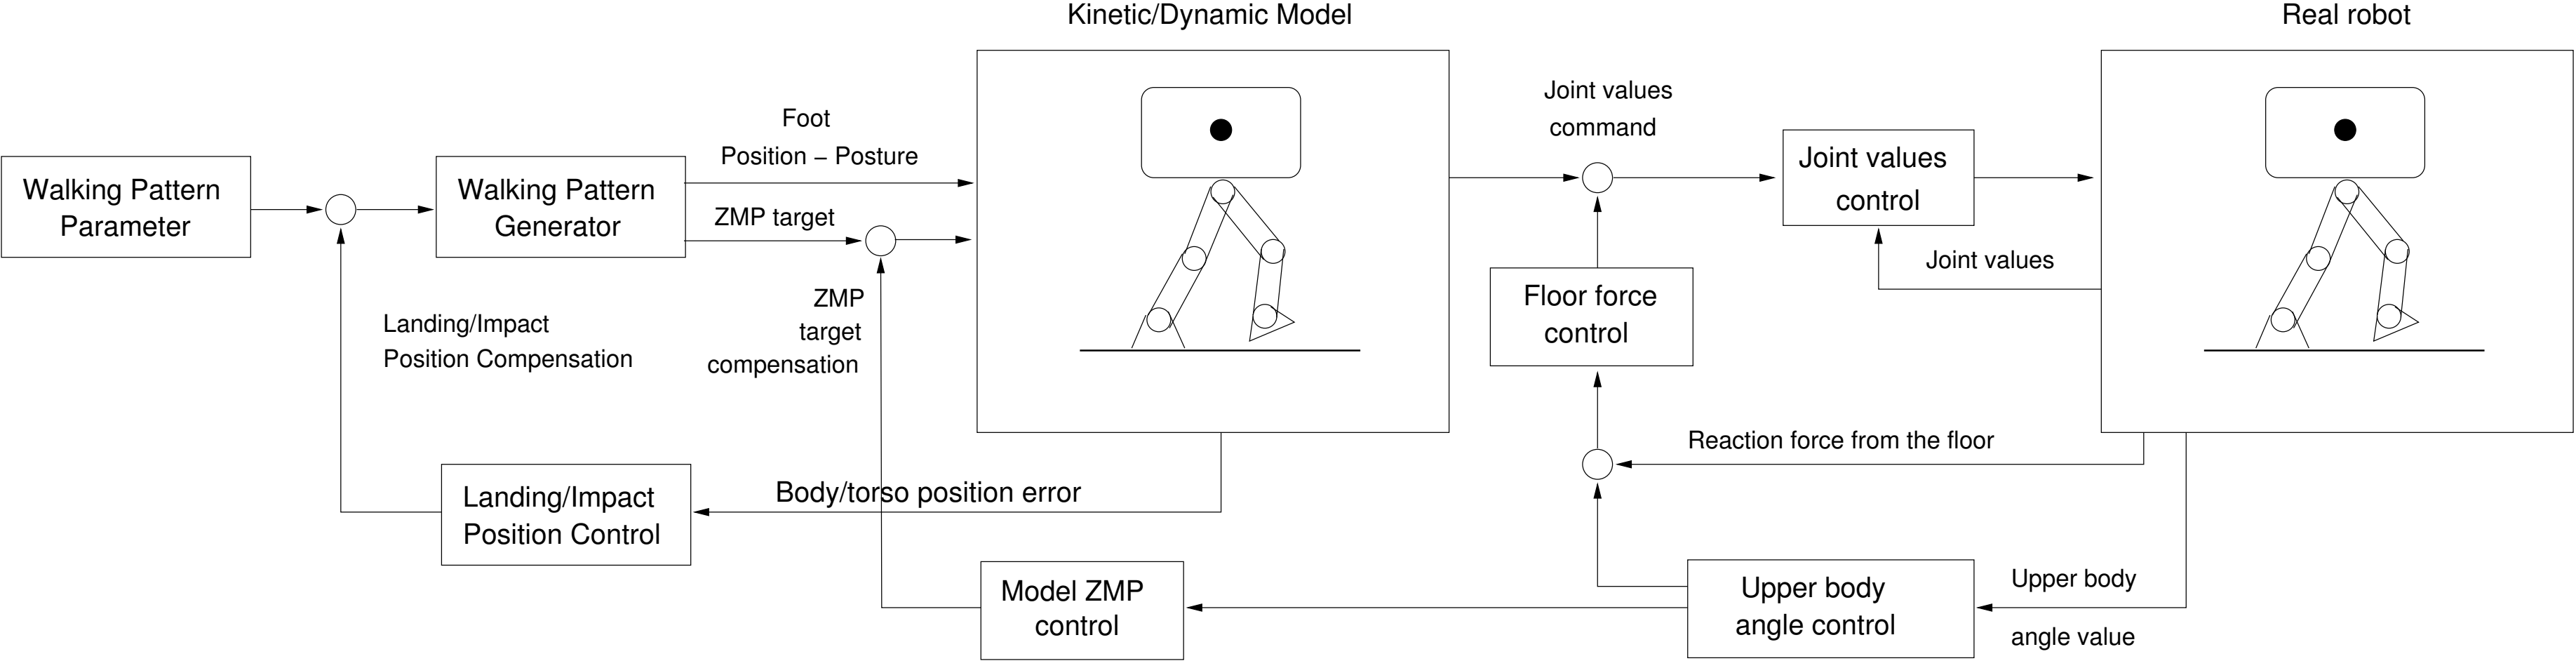 Kinetic/Dynamic Model
Real robot
Walking Pattern
Parameter
Walking Pattern
Generator
Foot
Position – Posture
ZMP target
ZMP
target
compensation
Landing/Impact
Position Compensation
Landing/Impact
Position Control
Body/torso position error
Model ZMP
control
Joint values
command
Joint values
control
Joint values
Floor force
control
Reaction force from the floor
Upper body
angle control
Upper body
angle value